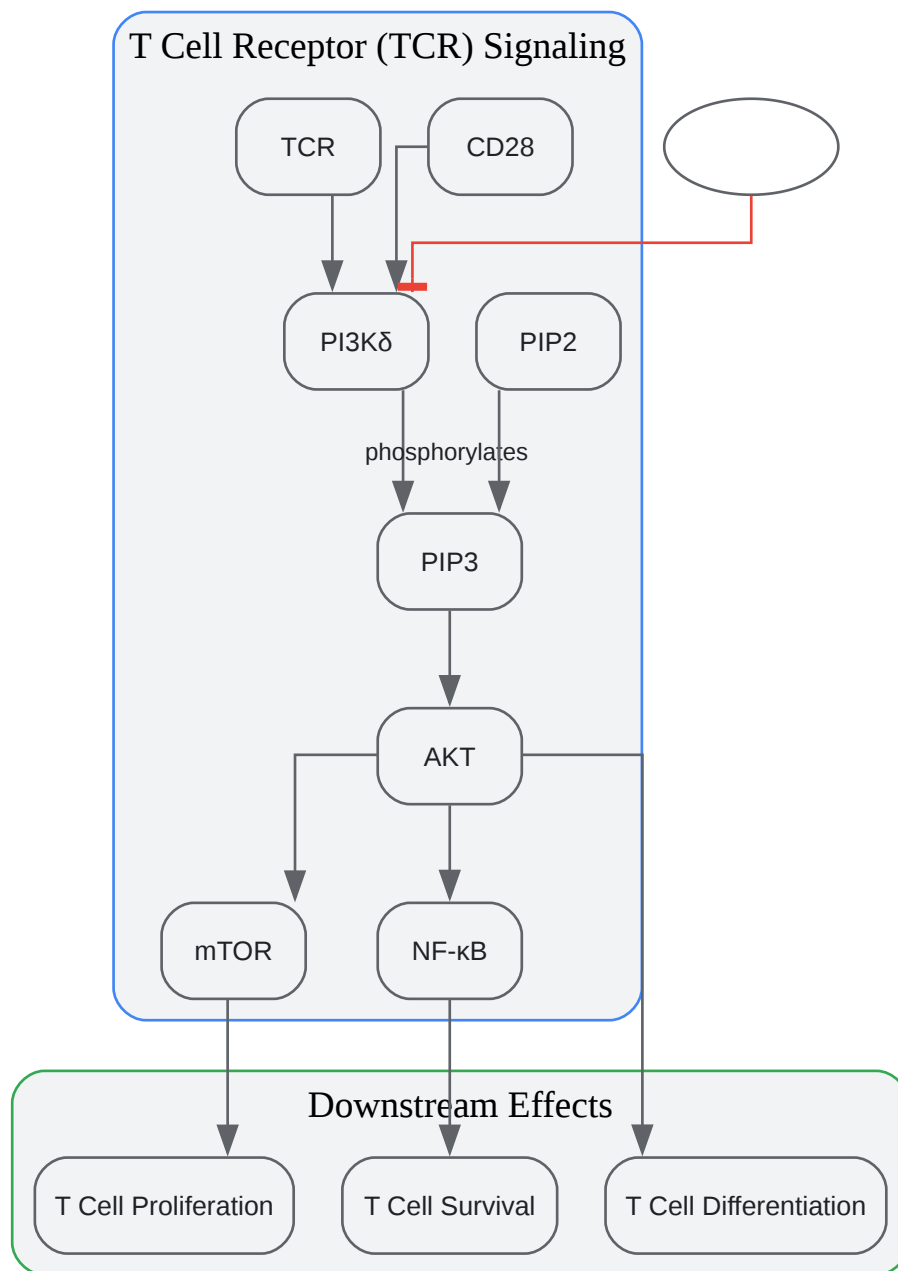 T Cell Receptor (TCR) Signaling
TCR
CD28
PI3Kδ
PIP2
phosphorylates
PIP3
AKT
mTOR
NF-κB
Downstream Effects
T Cell Proliferation
T Cell Survival
T Cell Differentiation